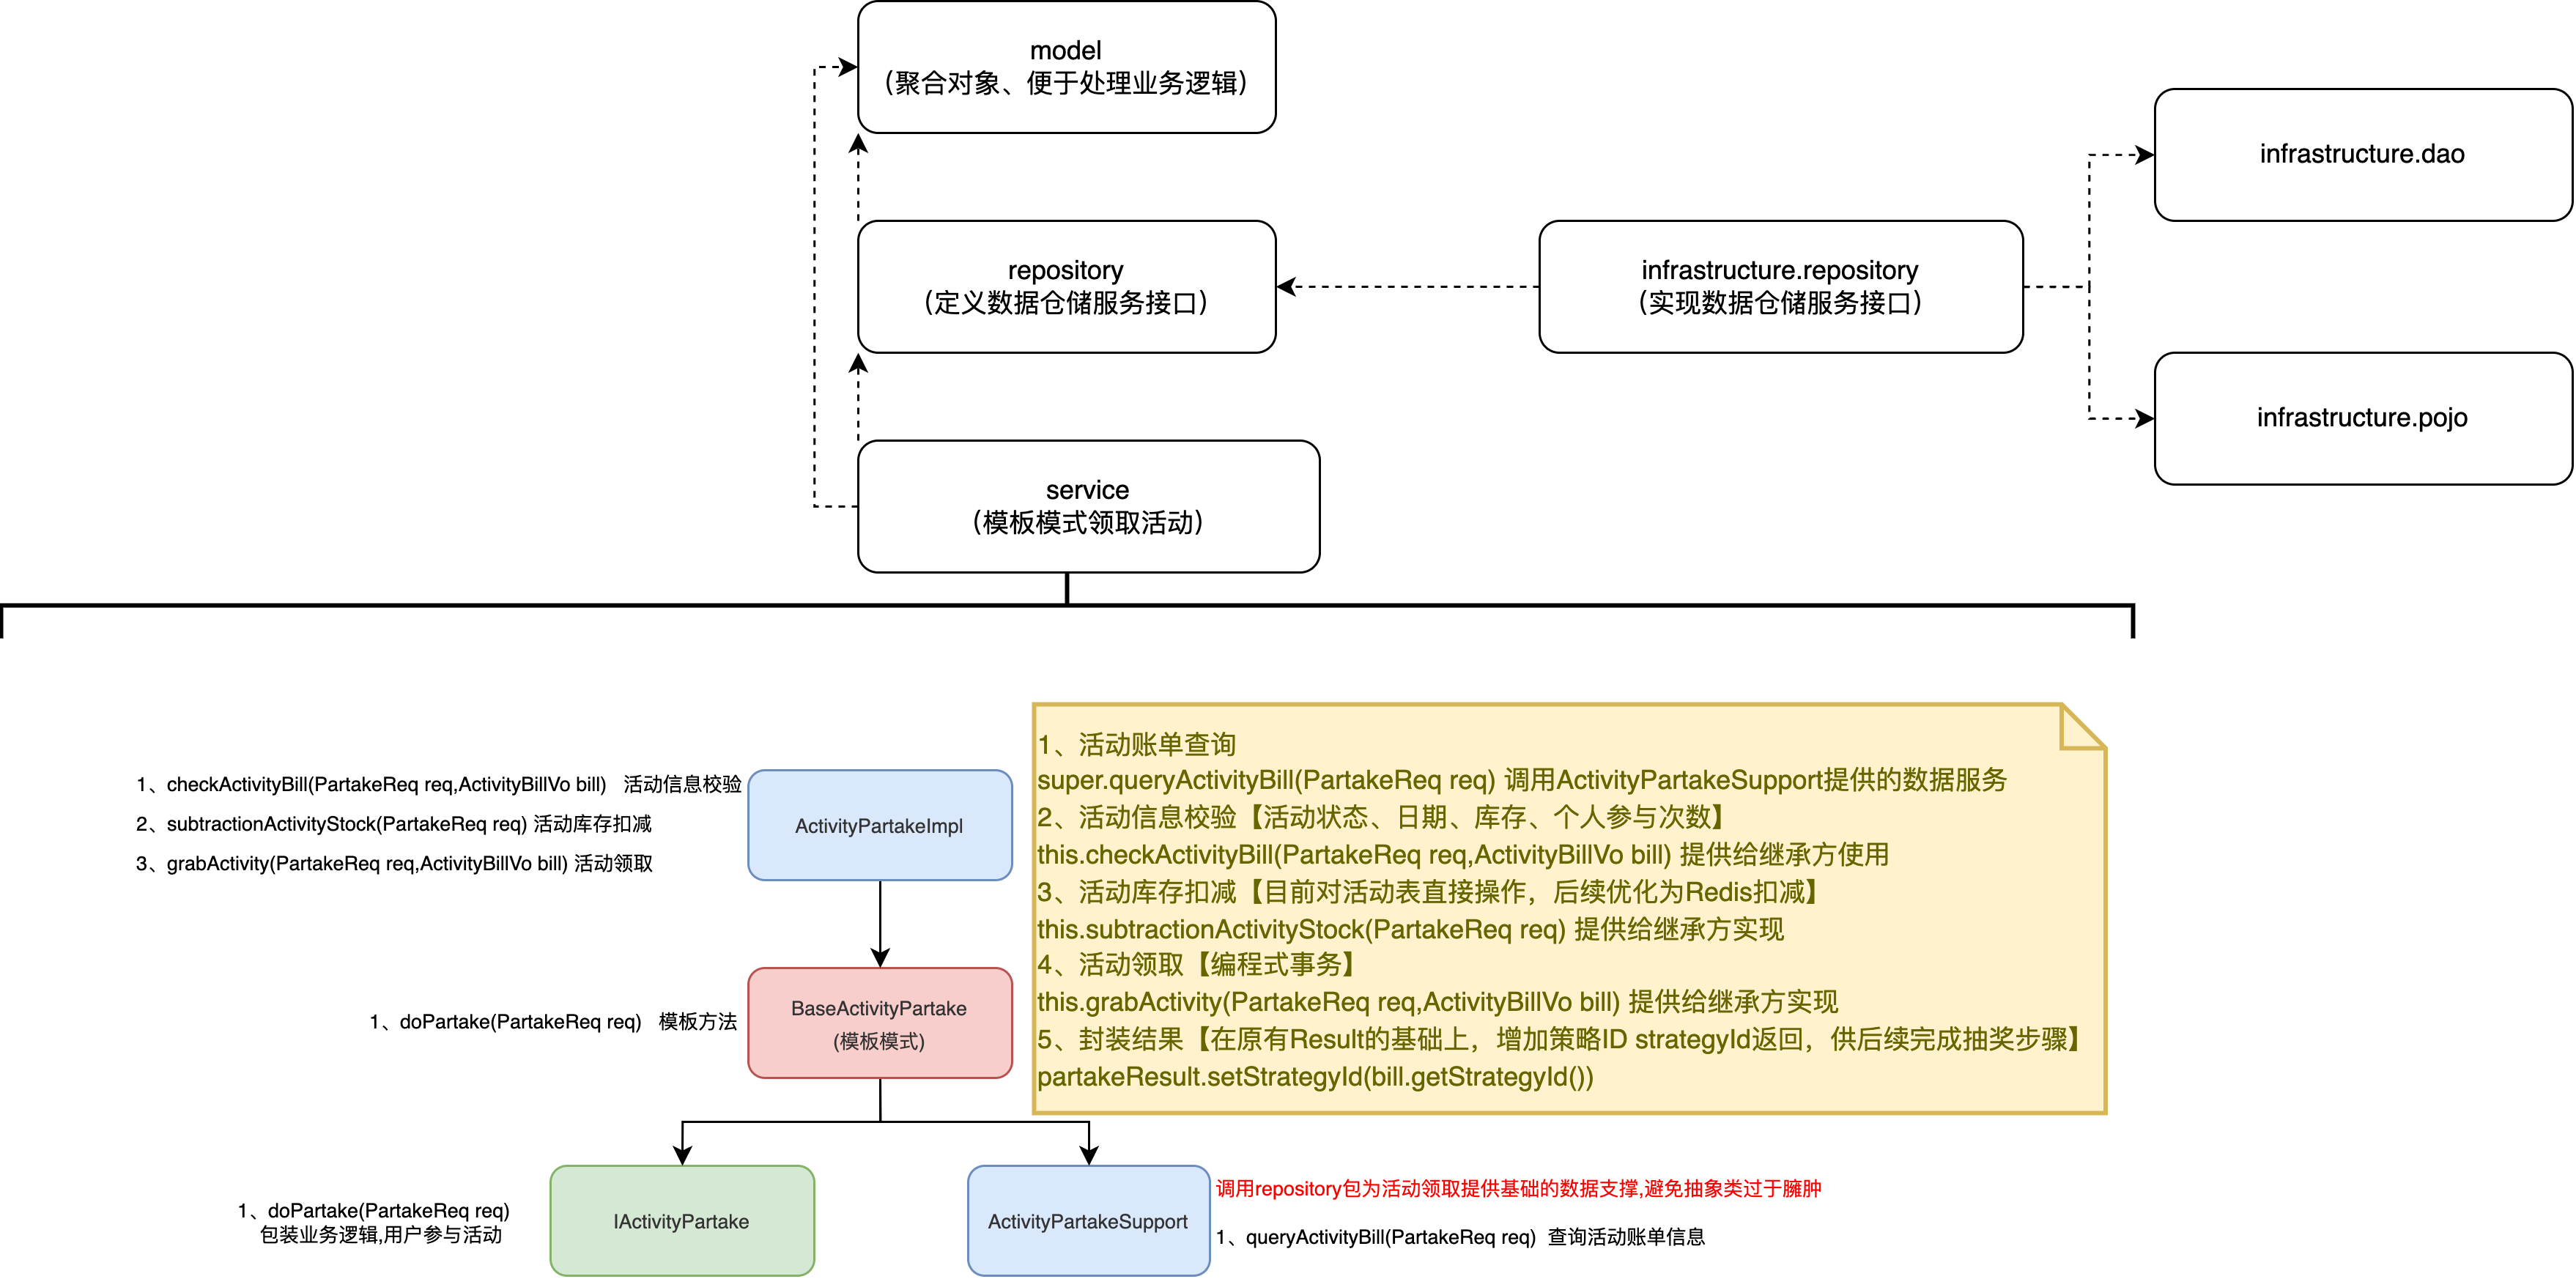 model
（聚合对象、便于处理业务逻辑）
infrastructure.dao
repository
（定义数据仓储服务接口）
infrastructure.repository
（实现数据仓储服务接口）
infrastructure.pojo
service
（模板模式领取活动）
1、checkActivityBill(PartakeReq req,ActivityBillVo bill)   活动信息校验
2、subtractionActivityStock(PartakeReq req) 活动库存扣减
3、grabActivity(PartakeReq req,ActivityBillVo bill) 活动领取
ActivityPartakeImpl
1、活动账单查询
super.queryActivityBill(PartakeReq req) 调用ActivityPartakeSupport提供的数据服务
2、活动信息校验【活动状态、日期、库存、个人参与次数】
this.checkActivityBill(PartakeReq req,ActivityBillVo bill) 提供给继承方使用
3、活动库存扣减【目前对活动表直接操作，后续优化为Redis扣减】
this.subtractionActivityStock(PartakeReq req) 提供给继承方实现
4、活动领取【编程式事务】
this.grabActivity(PartakeReq req,ActivityBillVo bill) 提供给继承方实现
5、封装结果【在原有Result的基础上，增加策略ID strategyId返回，供后续完成抽奖步骤】
partakeResult.setStrategyId(bill.getStrategyId())
1、doPartake(PartakeReq req)   模板方法
BaseActivityPartake
(模板模式)
1、doPartake(PartakeReq req)
包装业务逻辑,用户参与活动
IActivityPartake
ActivityPartakeSupport
调用repository包为活动领取提供基础的数据支撑,避免抽象类过于臃肿
1、queryActivityBill(PartakeReq req)  查询活动账单信息